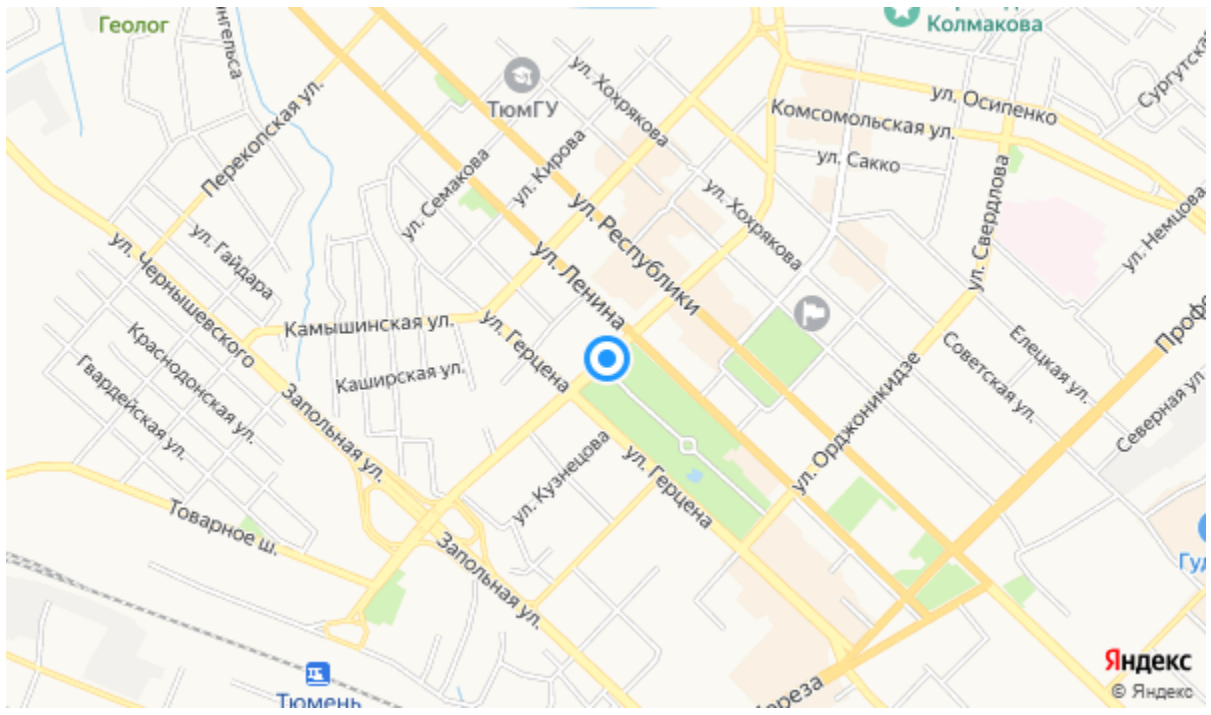 Геолог
Колмакова
Сургутская
ул. Хохрякова
ТюмГУ
ул. Осипенко
Комсомольская ул.
Перекопская ул.
ул. Сакко
ул. Кирова
ул. Семакова
ул. Хохрякова
ул. Свердлова
ул. Немцова
ул. Республики
ул. Гайдара
ул. Чернышевского
ул. Ленина
Камышинская ул.
ул. Герцена
Елецкая ул.
Краснодонская ул.
Каширская ул.
Советская ул.
Гвардейская ул.
Запольная ул.
ул. Орджоникидзе
Северная ул.
ул. Кузнецова
ул. Герцена
Товарное ш.
Запольная ул.
Яндекс
© Яндекс
Тюмень